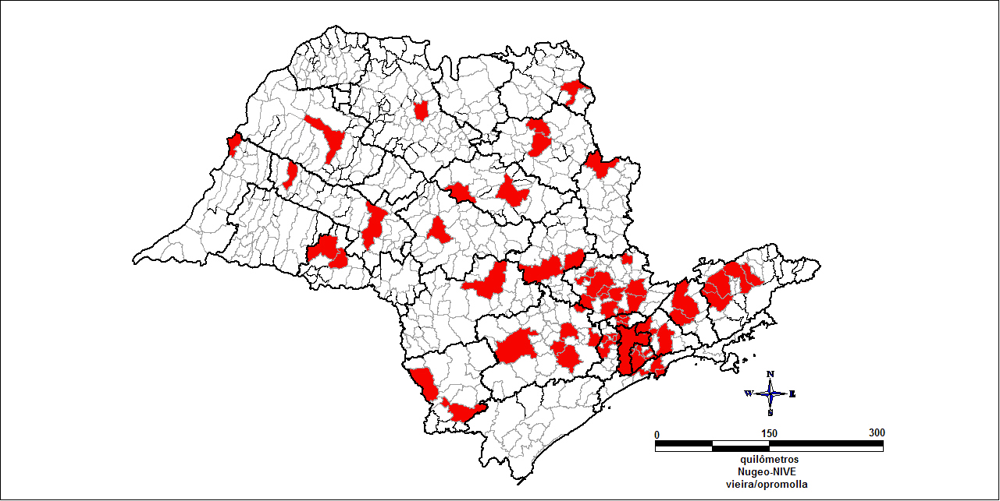 N
W E
S
0 150 300
quilômetros
Nugeo-NIVE
vieira/opromolla